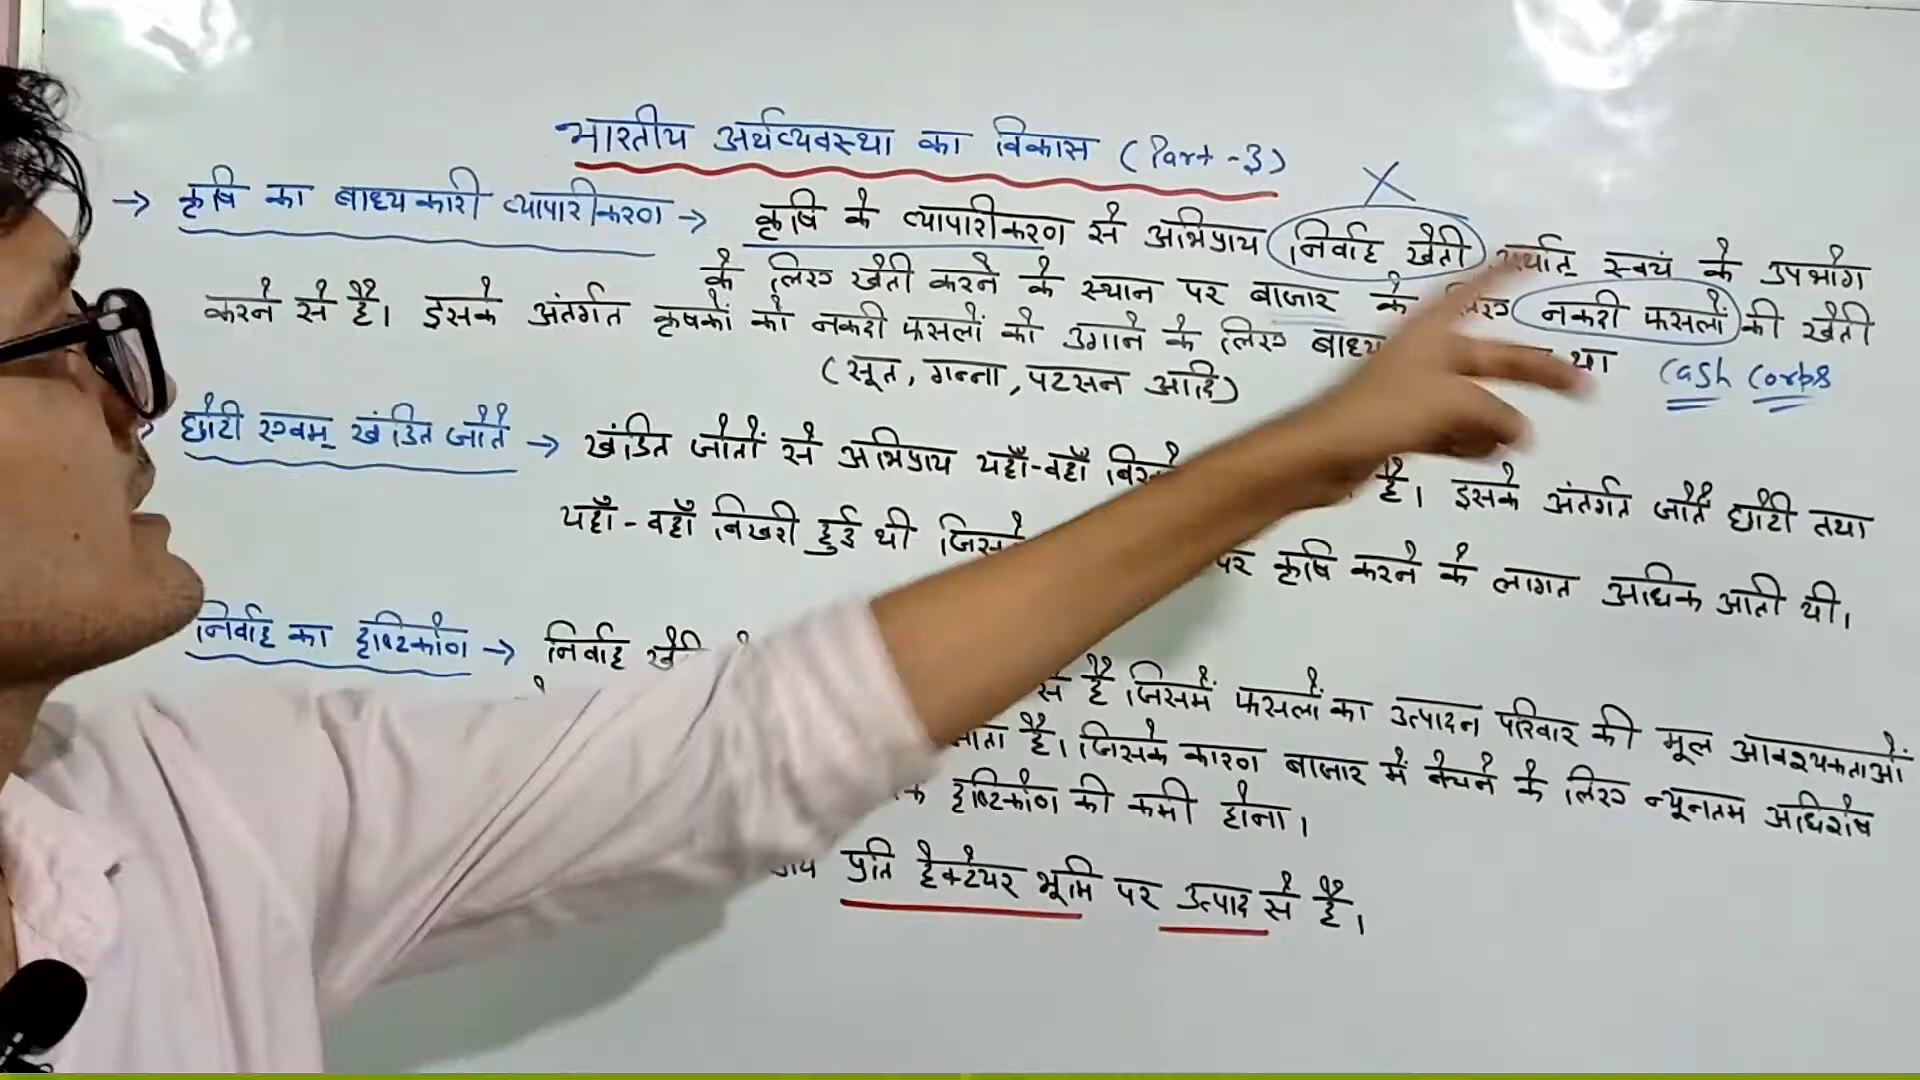 भारतीय अर्थव्यवस्था का विकास (Part-3)
→ कृषि का बाध्यकारी व्यापारीकरण → कृषि के व्यापारीकरण से अभिप्राय निर्वाह खेती अर्थात् स्वयं के उपभोग
के लिए खेती करने के स्थान पर बाजार के लिए नकदी फसलों की खेती
करने से है। इसके अंतर्गत कृषकों को नकदी फसलों को उगाने के लिए बाध्य था
Cash Corbs
(सूत, गन्ना, पटसन आदि)
छोटी एवम् खंडित जोतें → खंडित जोतों से अभिप्राय यहाँ-वहाँ है। इसके अंतर्गत जोतें छोटी तथा
यहाँ-वहाँ बिखरी हुई थी पर कृषि करने के लागत अधिक आती थी।
निर्वाह का दृष्टिकोण → निर्वाह से है जिसमें फसलों का उत्पादन परिवार की मूल आवश्यकताओं
जाता है। जिसके कारण बाजार में बेचने के लिए न्यूनतम अधिशेष
दृष्टिकोण की कमी होना।
प्रति हैक्टेयर भूमि पर उत्पाद से है।